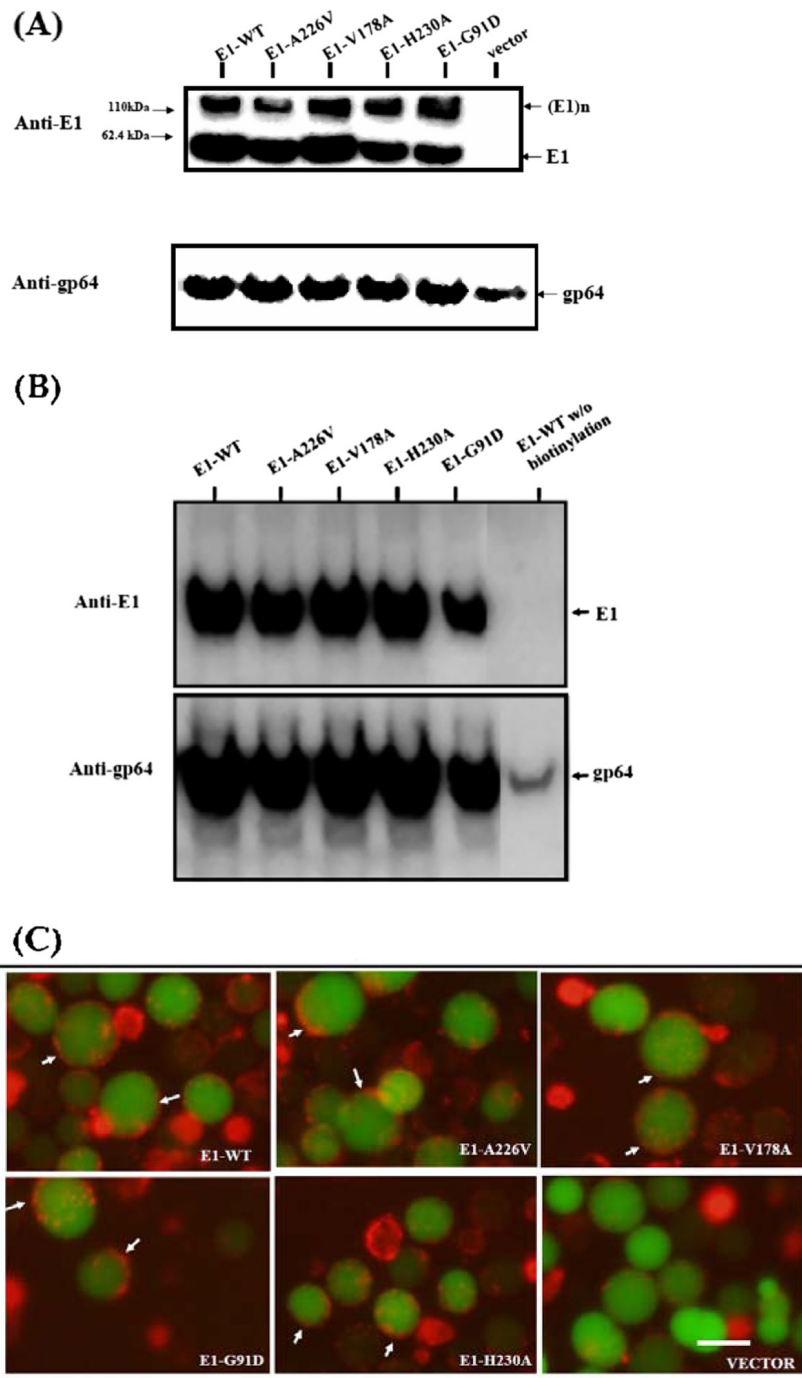 (A)
E1-WT
E1-A226V
E1-V178A
E1-H230A
E1-G91D
vector
Anti-E1
110kDa
62.4 kDa
(E1)n
E1
Anti-gp64
gp64
(B)
E1-WT
E1-A226V
E1-V178A
E1-H230A
E1-G91D
E1-WT w/o
biotinylation
Anti-E1
E1
Anti-gp64
gp64
(C)
E1-WT
E1-A226V
E1-V178A
E1-G91D
E1-H230A
VECTOR